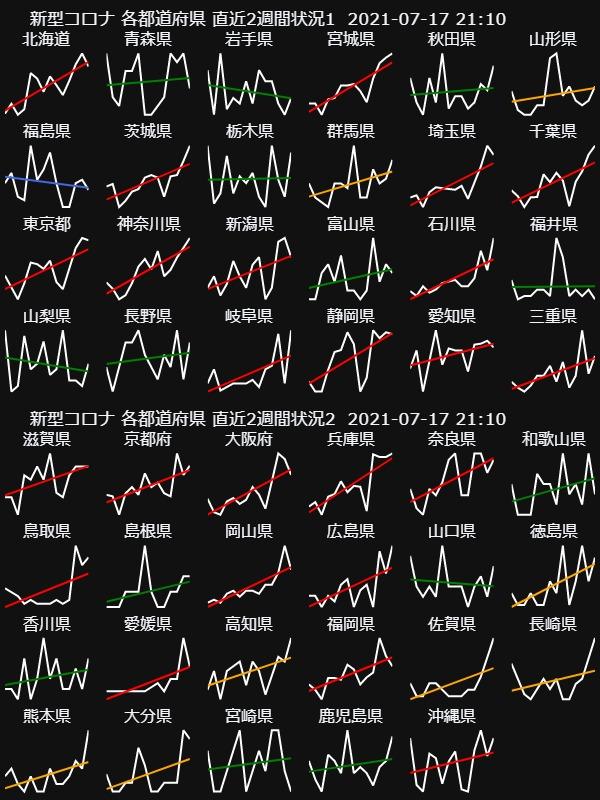 新型コロナ 各都道府県 直近2週間状況1 2021-07-17 21:10
北海道 青森県 岩手県 宮城県 秋田県 山形県
福島県 茨城県 栃木県 群馬県 埼玉県 千葉県
東京都 神奈川県 新潟県 富山県 石川県 福井県
山梨県 長野県 岐阜県 静岡県 愛知県 三重県
新型コロナ 各都道府県 直近2週間状況2 2021-07-17 21:10
滋賀県 京都府 大阪府 兵庫県 奈良県 和歌山県
鳥取県 島根県 岡山県 広島県 山口県 徳島県
香川県 愛媛県 高知県 福岡県 佐賀県 長崎県
熊本県 大分県 宮崎県 鹿児島県 沖縄県